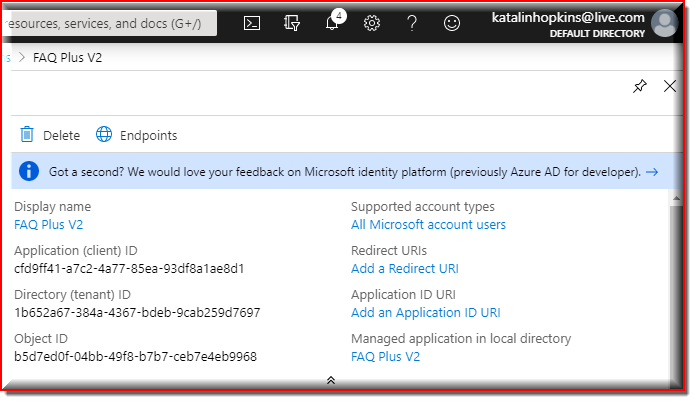 resources, services, and docs (G+/)
4
katalinhopkins@live.com
DEFAULT DIRECTORY
FAQ Plus V2
Delete
Endpoints
Got a second? We would love your feedback on Microsoft identity platform (previously Azure AD for developer).
Display name
FAQ Plus V2
Application (client) ID
cfd9ff41-a7c2-4a77-85ea-93df8a1ae8d1
Directory (tenant) ID
1b652a67-384a-4367-bdeb-9cab259d7697
Object ID
b5d7ed0f-04bb-49f8-b7b7-ceb7e4eb9968
Supported account types
All Microsoft account users
Redirect URIs
Add a Redirect URI
Application ID URI
Add an Application ID URI
Managed application in local directory
FAQ Plus V2